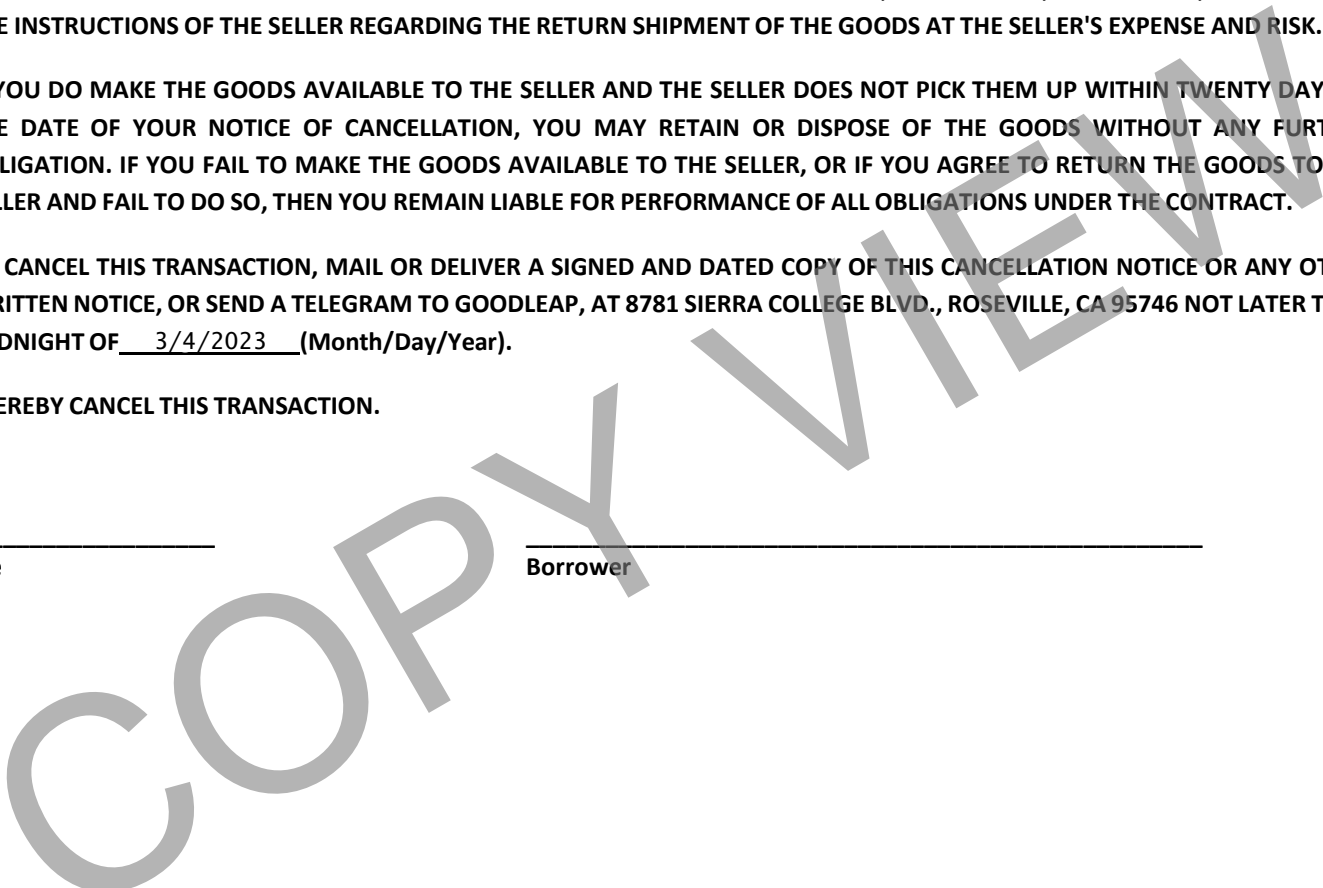 E INSTRUCTIONS OF THE SELLER REGARDING THE RETURN SHIPMENT OF THE GOODS AT THE SELLER'S EXPENSE AND RISK.
YOU DO MAKE THE GOODS AVAILABLE TO THE SELLER AND THE SELLER DOES NOT PICK THEM UP WITHIN TWENTY DAY
E DATE OF YOUR NOTICE OF CANCELLATION, YOU MAY RETAIN OR DISPOSE OF THE GOODS WITHOUT ANY FURT
LIGATION. IF YOU FAIL TO MAKE THE GOODS AVAILABLE TO THE SELLER, OR IF YOU AGREE TO RETURN THE GOODS TO
LLER AND FAIL TO DO SO, THEN YOU REMAIN LIABLE FOR PERFORMANCE OF ALL OBLIGATIONS UNDER THE CONTRACT.
CANCEL THIS TRANSACTION, MAIL OR DELIVER A SIGNED AND DATED COPY OF THIS CANCELLATION NOTICE OR ANY OT
RITTEN NOTICE, OR SEND A TELEGRAM TO GOODLEAP, AT 8781 SIERRA COLLEGE BLVD., ROSEVILLE, CA 95746 NOT LATER T
DNIGHT OF 3/4/2023 (Month/Day/Year).
EREBY CANCEL THIS TRANSACTION.
Borrower
COPY VIEW